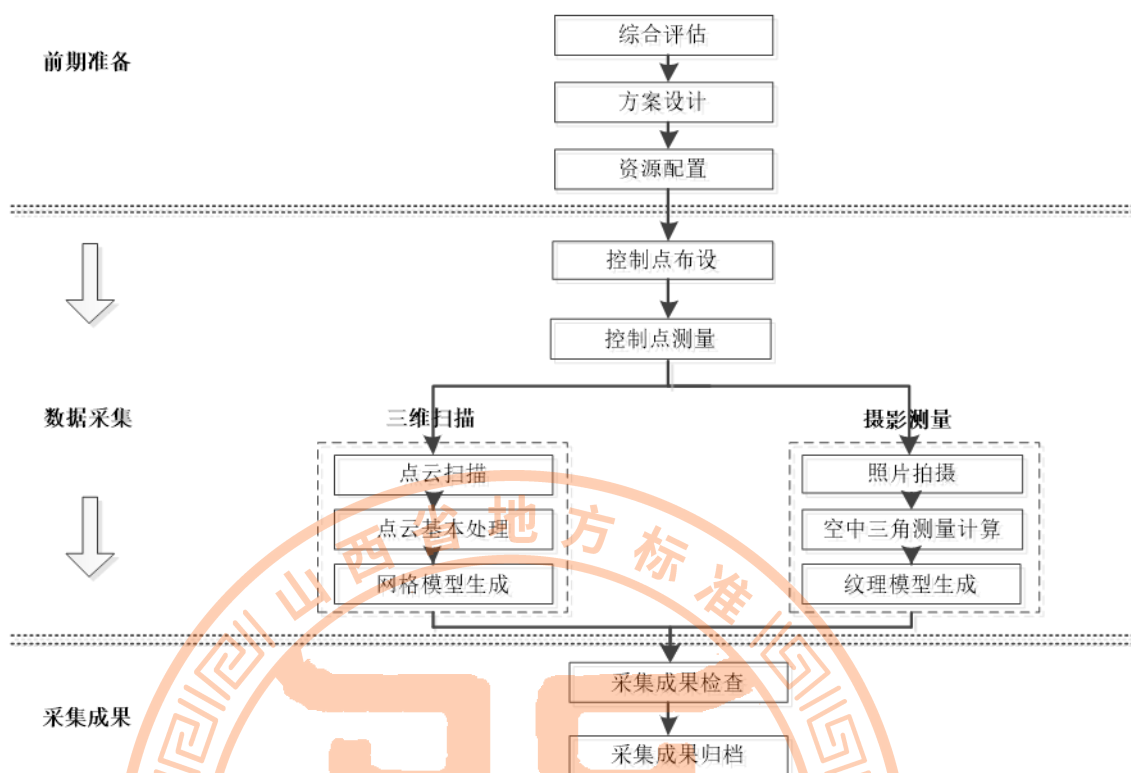 综合评估
前期准备
方案设计
资源配置
控制点布设
控制点测量
数据采集
三维扫描
摄影测量
点云扫描
照片拍摄
点云基本处理
空中三角测量计算
网格模型生成
纹理模型生成
山西省地方标准
采集成果检查
采集成果
采集成果归档